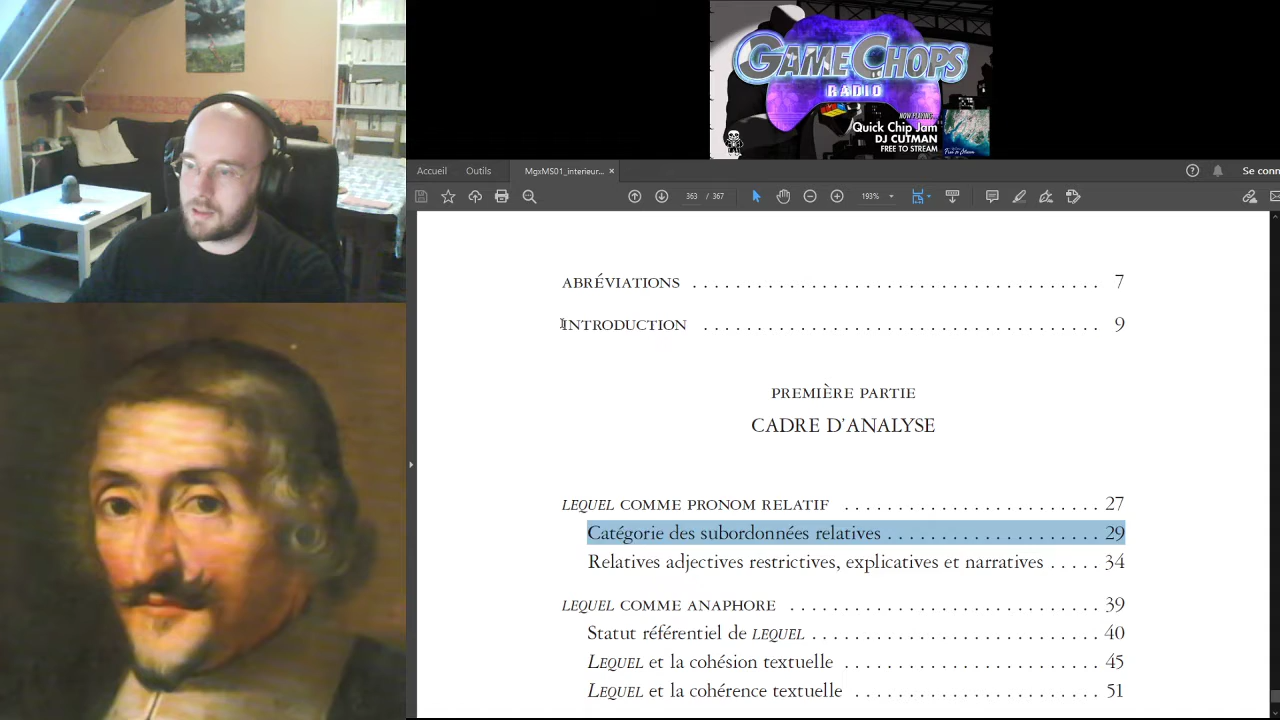 GAMECHOPS
RADIO
NOW PLAYING
Quick Chip Jam
DJ CUTMAN
FREE TO STREAM
Accueil Outils MgxMS01_interieur... × Se conn
363 / 367 193%
ABRÉVIATIONS . . . . . . . . . . . . . . . . . . . . . . . . . . . . . . . . . . . . . . 7
INTRODUCTION . . . . . . . . . . . . . . . . . . . . . . . . . . . . . . . . . . . . . 9
PREMIÈRE PARTIE
CADRE D'ANALYSE
LEQUEL COMME PRONOM RELATIF . . . . . . . . . . . . . . . . . . . . . . . 27
Catégorie des subordonnées relatives . . . . . . . . . . . . . . . . . . . 29
Relatives adjectives restrictives, explicatives et narratives . . . . . 34
LEQUEL COMME ANAPHORE . . . . . . . . . . . . . . . . . . . . . . . . . . . 39
Statut référentiel de LEQUEL . . . . . . . . . . . . . . . . . . . . . . . . . 40
LEQUEL et la cohésion textuelle . . . . . . . . . . . . . . . . . . . . . . . 45
LEQUEL et la cohérence textuelle . . . . . . . . . . . . . . . . . . . . . . 51